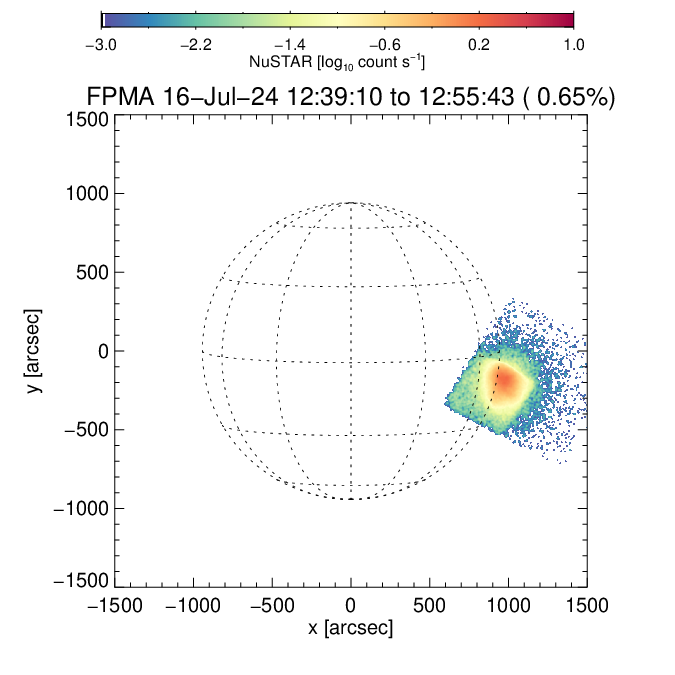 −3.0 −2.2 −1.4 −0.6 0.2 1.0
NuSTAR [log₁₀ count s⁻¹]
FPMA 16−Jul−24 12:39:10 to 12:55:43 ( 0.65%)
1500
1000
500
0
−500
−1000
−1500
y [arcsec]
−1500 −1000 −500 0 500 1000 1500
x [arcsec]